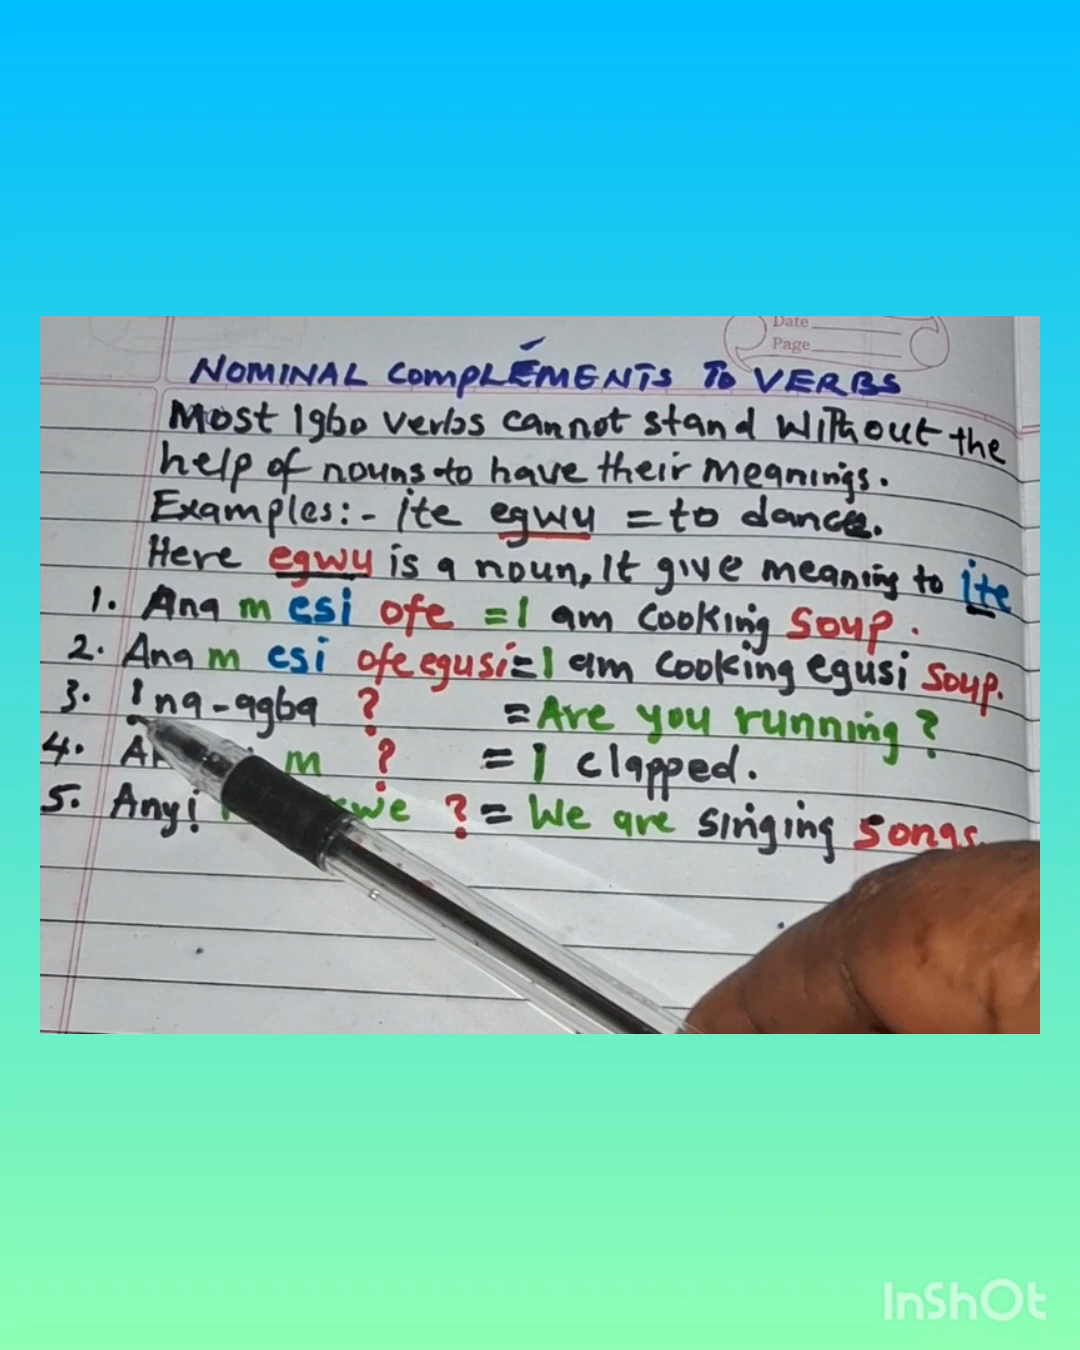 Date
Page
NOMINAL COMPLEMENTS TO VERBS
Most Igbo verbs cannot stand without the
help of nouns to have their meanings.
Examples:- ite egwu = to dance.
Here egwu is a noun, It give meaning to ite
1. Ana m esi ofe = I am cooking soup.
2. Ana m esi ofe egusi = I am cooking egusi soup.
3. Ị na-agba ? = Are you running?
4. m ? = I clapped.
5. Anyi ? = We are singing songs
InShOt